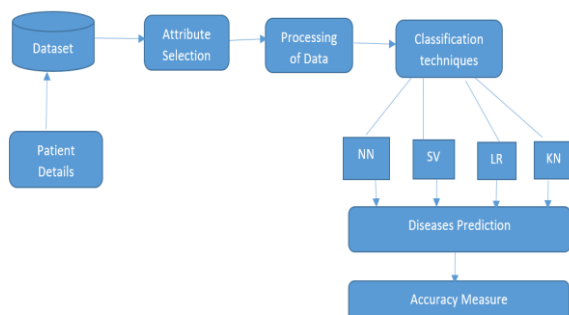 Dataset
Attribute
Selection
Processing
of Data
Classification
techniques
Patient
Details
NN
SV
LR
KN
Diseases Prediction
Accuracy Measure